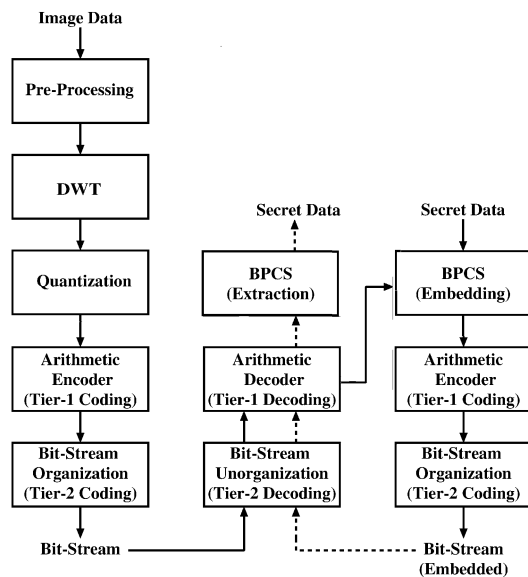 Image Data
Pre-Processing
DWT
Quantization
Arithmetic
Encoder
(Tier-1 Coding)
Bit-Stream
Organization
(Tier-2 Coding)
Bit-Stream
Secret Data
BPCS
(Extraction)
Arithmetic
Decoder
(Tier-1 Decoding)
Bit-Stream
Unorganization
(Tier-2 Decoding)
Secret Data
BPCS
(Embedding)
Arithmetic
Encoder
(Tier-1 Coding)
Bit-Stream
Organization
(Tier-2 Coding)
Bit-Stream
(Embedded)